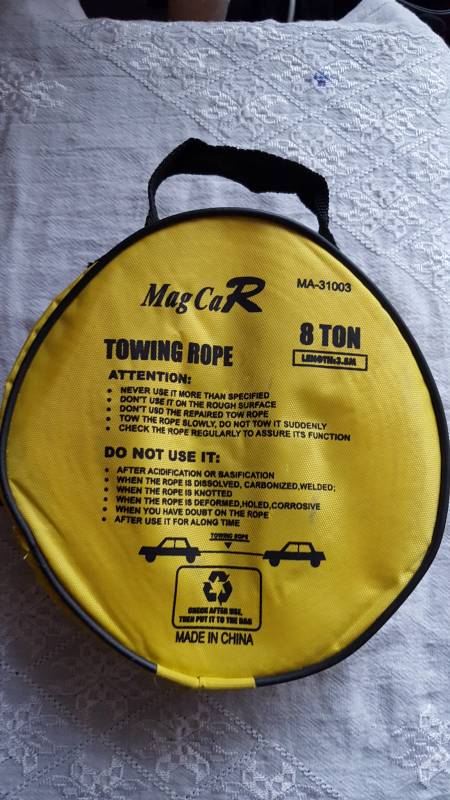 MagCaR
MA-31003
8 TON
LENGTH:3.5M
TOWING ROPE
ATTENTION:
• NEVER USE IT MORE THAN SPECIFIED
• DON'T USE IT ON THE ROUGH SURFACE
• DON'T USD THE REPAIRED TOW ROPE
• TOW THE ROPE SLOWLY, DO NOT TOW IT SUDDENLY
• CHECK THE ROPE REGULARLY TO ASSURE ITS FUNCTION
DO NOT USE IT:
• AFTER ACIDIFICATION OR BASIFICATION
• WHEN THE ROPE IS DISSOLVED, CARBONIZED,WELDED;
• WHEN THE ROPE IS KNOTTED
• WHEN THE ROPE IS DEFORMED,HOLED,CORROSIVE
• WHEN YOU HAVE DOUBT ON THE ROPE
• AFTER USE IT FOR ALONG TIME
TOWING ROPE
CHECK AFTER USE,
THEN PUT IT TO THE BAG
MADE IN CHINA